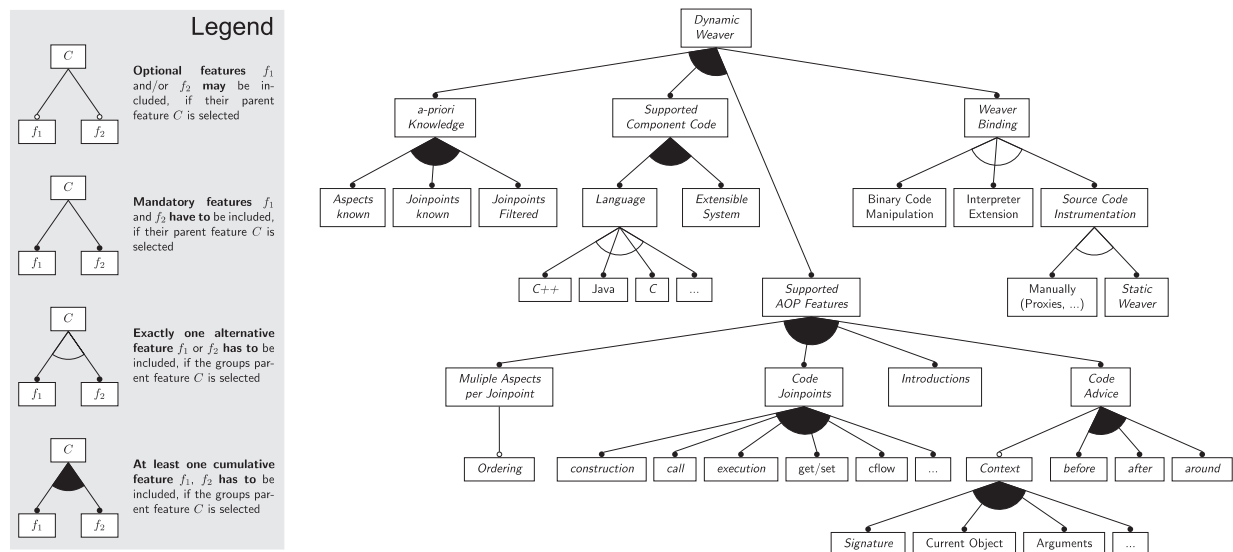 Legend
C
f1
f2
Optional features f1
and/or f2 may be in-
cluded, if their parent
feature C is selected
C
f1
f2
Mandatory features f1
and f2 have to be included,
if their parent feature C is
selected
C
f1
f2
Exactly one alternative
feature f1 or f2 has to be
included, if the groups par-
ent feature C is selected
C
f1
f2
At least one cumulative
feature f1, f2 has to be
included, if the groups par-
ent feature C is selected
Dynamic
Weaver
a-priori
Knowledge
Supported
Component Code
Weaver
Binding
Aspects
known
Joinpoints
known
Joinpoints
Filtered
Language
Extensible
System
Binary Code
Manipulation
Interpreter
Extension
Source Code
Instrumentation
C++
Java
C
...
Supported
AOP Features
Manually
(Proxies, ...)
Static
Weaver
Muliple Aspects
per Joinpoint
Code
Joinpoints
Introductions
Code
Advice
Ordering
construction
call
execution
get/set
cflow
...
Context
before
after
around
Signature
Current Object
Arguments
...